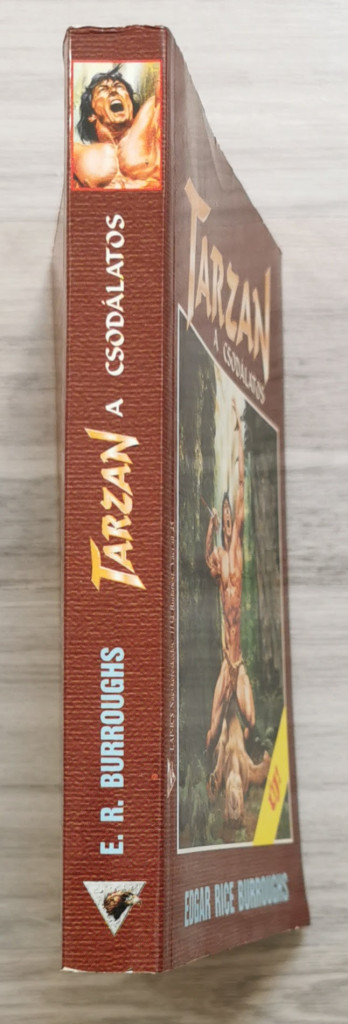 E. R. BURROUGHS
TARZAN A CSODÁLATOS
TARZAN
A CSODÁLATOS
EDGAR RICE BURROUGHS